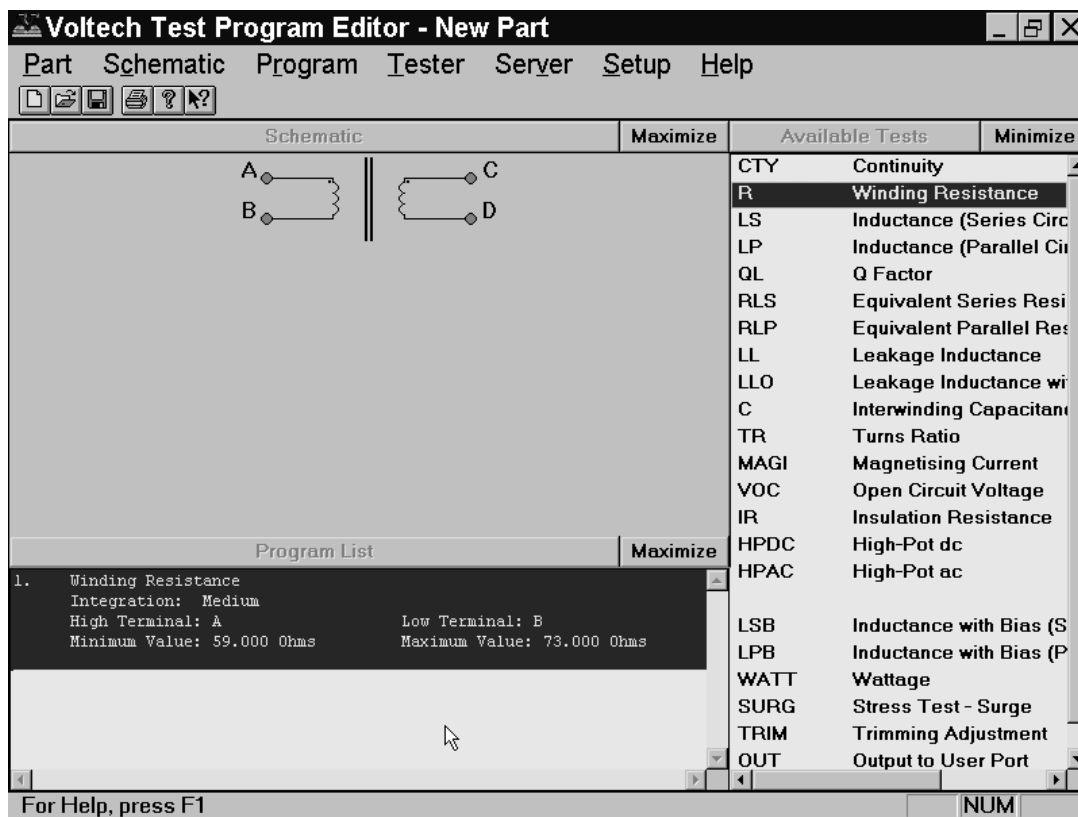 Voltech Test Program Editor - New Part
Part Schematic Program Tester Server Setup Help
Schematic Maximize
A C
B D
Program List Maximize
1. Winding Resistance
Integration: Medium
High Terminal: A Low Terminal: B
Minimum Value: 59.000 Ohms Maximum Value: 73.000 Ohms
Available Tests Minimize
CTY Continuity
R Winding Resistance
LS Inductance (Series Circ
LP Inductance (Parallel Cir
QL Q Factor
RLS Equivalent Series Resi
RLP Equivalent Parallel Res
LL Leakage Inductance
LLO Leakage Inductance wi
C Interwinding Capacitan
TR Turns Ratio
MAGI Magnetising Current
VOC Open Circuit Voltage
IR Insulation Resistance
HPDC High-Pot dc
HPAC High-Pot ac
LSB Inductance with Bias (S
LPB Inductance with Bias (P
WATT Wattage
SURG Stress Test - Surge
TRIM Trimming Adjustment
OUT Output to User Port
For Help, press F1 NUM